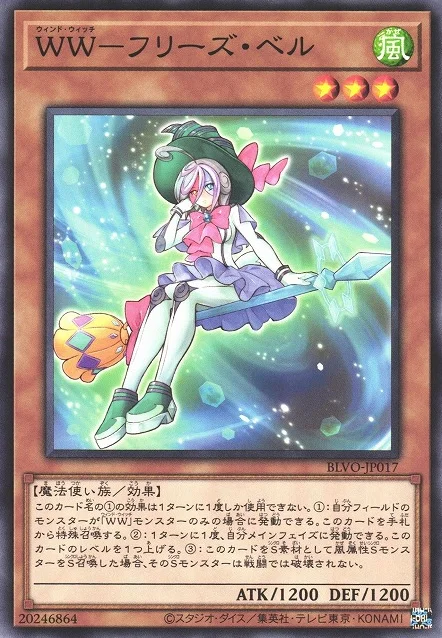 ウィンド・ウィッチ
WW－フリーズ・ベル
かぜ
風
BLVO-JP017
【魔法使い族／効果】
このカード名の①の効果は1ターンに1度しか使用できない。①：自分フィールド
のモンスターが「WW」モンスターのみの場合に発動できる。このカードを手札
から特殊召喚する。②：1ターンに1度、自分メインフェイズに発動できる。こ
のカードのレベルを1つ上げる。③：このカードをS素材として風属性Sモンス
ターをS召喚した場合、そのSモンスターは戦闘では破壊されない。
ATK/1200 DEF/1200
20246864
©スタジオ・ダイス／集英社・テレビ東京・KONAMI